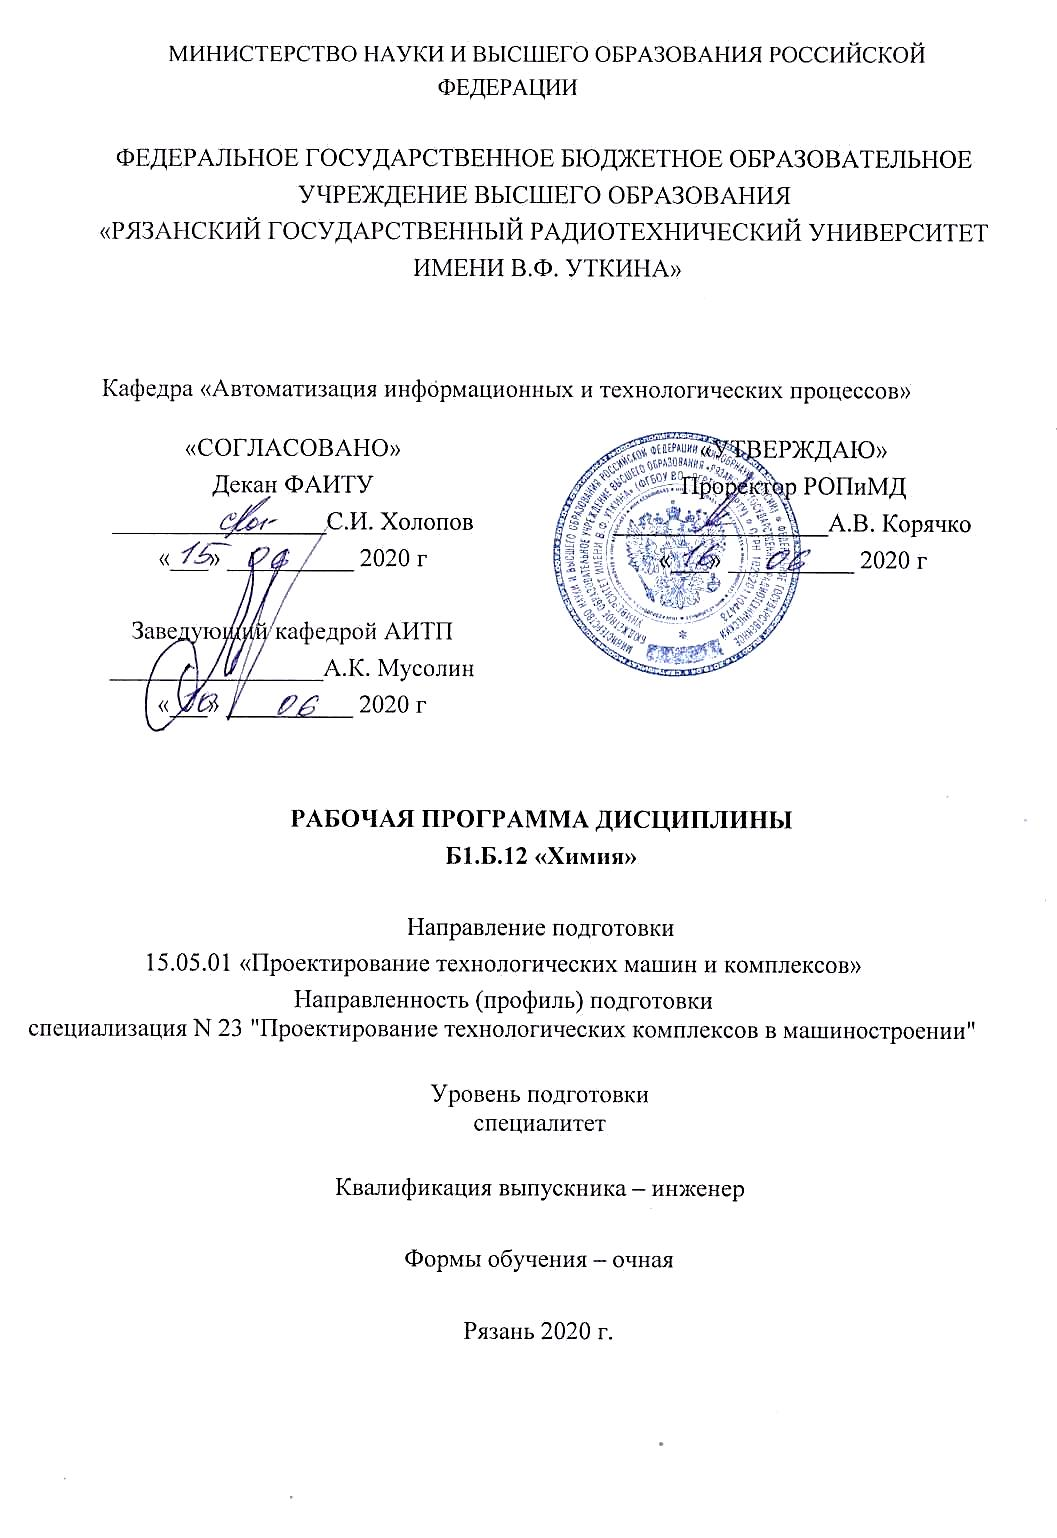 МИНИСТЕРСТВО НАУКИ И ВЫСШЕГО ОБРАЗОВАНИЯ РОССИЙСКОЙ
ФЕДЕРАЦИИ
ФЕДЕРАЛЬНОЕ ГОСУДАРСТВЕННОЕ БЮДЖЕТНОЕ ОБРАЗОВАТЕЛЬНОЕ
УЧРЕЖДЕНИЕ ВЫСШЕГО ОБРАЗОВАНИЯ
«РЯЗАНСКИЙ ГОСУДАРСТВЕННЫЙ РАДИОТЕХНИЧЕСКИЙ УНИВЕРСИТЕТ
ИМЕНИ В.Ф. УТКИНА»
Кафедра «Автоматизация информационных и технологических процессов»
«СОГЛАСОВАНО»
Декан ФАИТУ
С.И. Холопов
«15» 06 2020 г
Заведующий кафедрой АИТП
А.К. Мусолин
«10» 06 2020 г
«УТВЕРЖДАЮ»
Проректор РОПиМД
А.В. Корячко
«16» 06 2020 г
РАБОЧАЯ ПРОГРАММА ДИСЦИПЛИНЫ
Б1.Б.12 «Химия»
Направление подготовки
15.05.01 «Проектирование технологических машин и комплексов»
Направленность (профиль) подготовки
специализация N 23 "Проектирование технологических комплексов в машиностроении"
Уровень подготовки
специалитет
Квалификация выпускника – инженер
Формы обучения – очная
Рязань 2020 г.